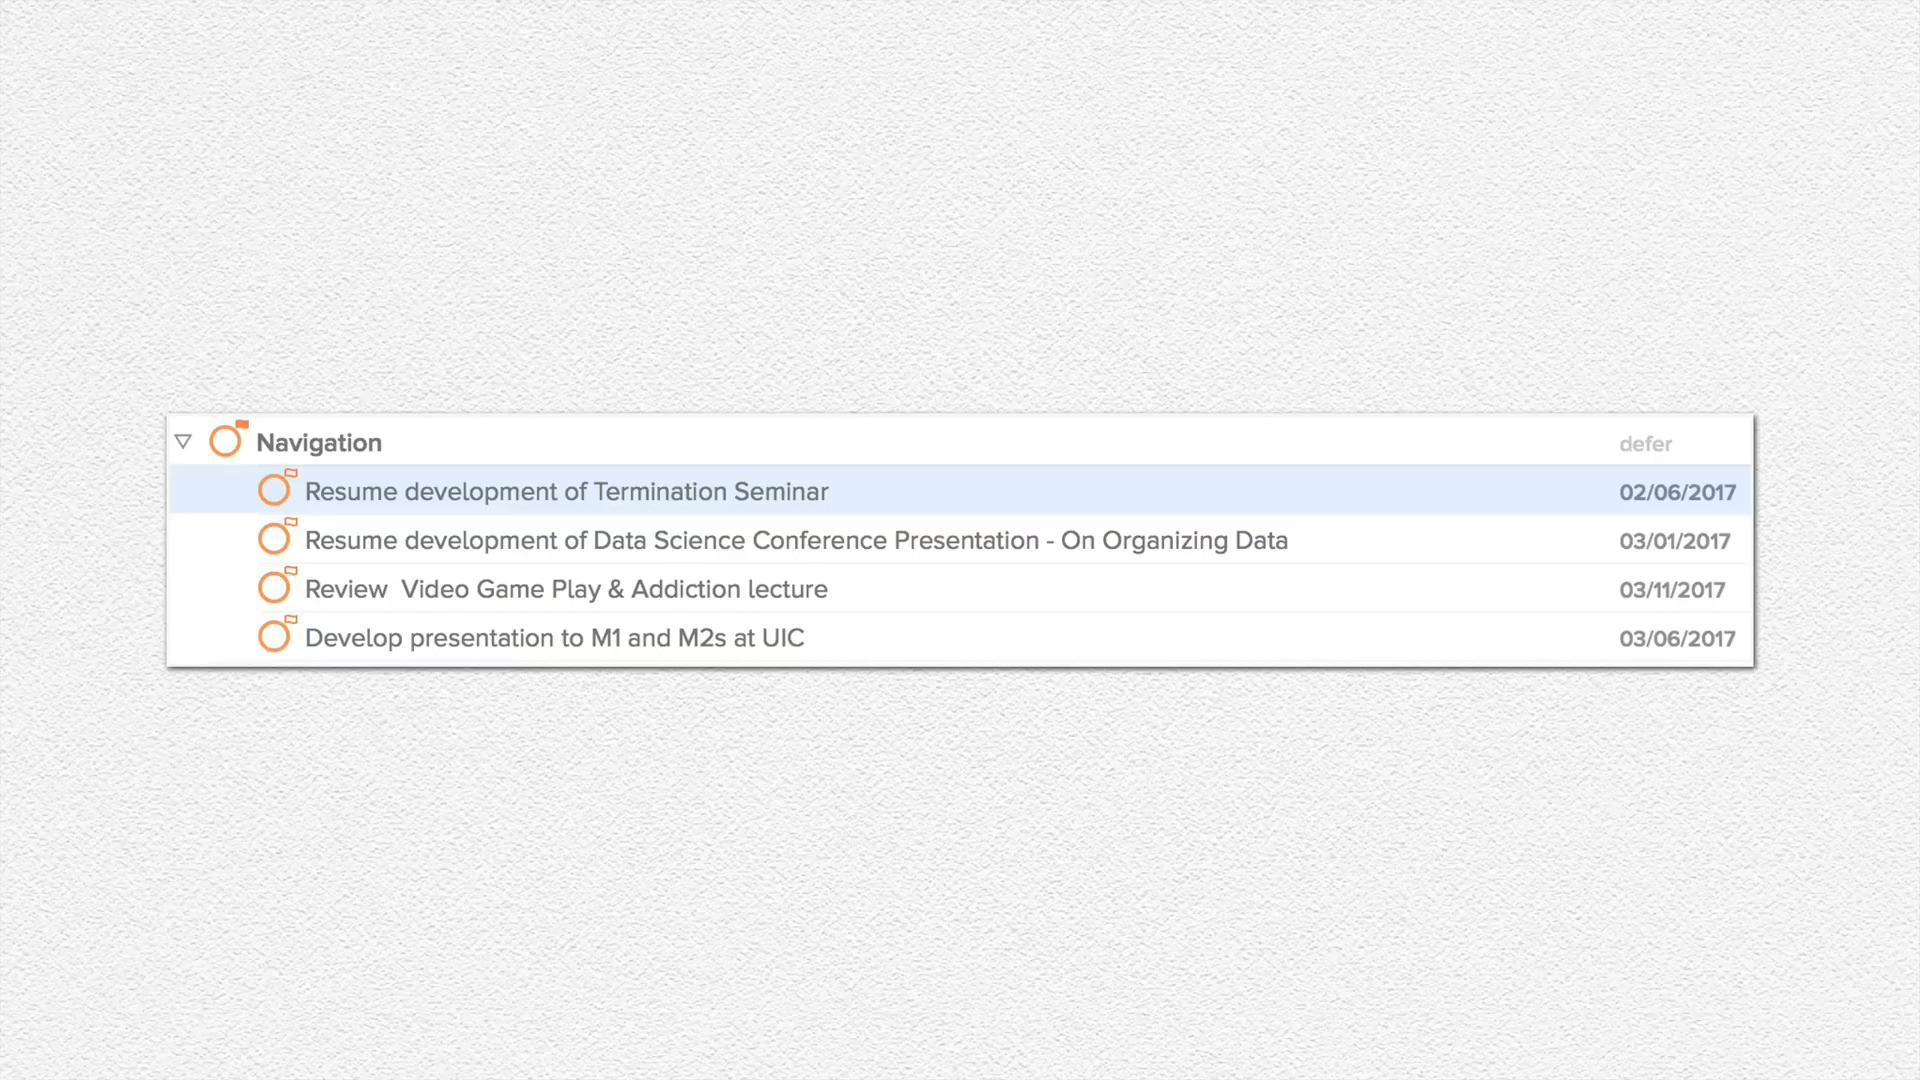 Navigation defer
Resume development of Termination Seminar 02/06/2017
Resume development of Data Science Conference Presentation - On Organizing Data 03/01/2017
Review  Video Game Play & Addiction lecture 03/11/2017
Develop presentation to M1 and M2s at UIC 03/06/2017